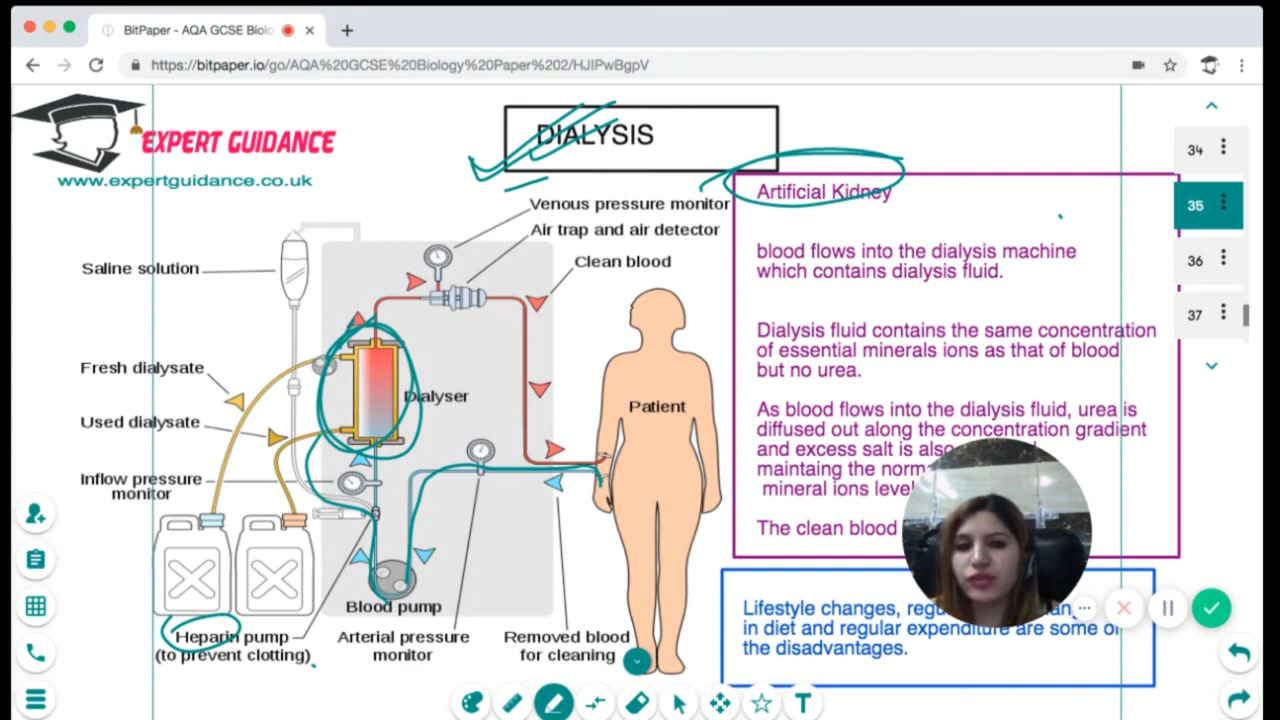 BitPaper - AQA GCSE Biolo
https://bitpaper.io/go/AQA%20GCSE%20Biology%20Paper%202/HJIPwBgpV
EXPERT GUIDANCE
www.expertguidance.co.uk
DIALYSIS
34
35
36
37
Artificial Kidney
blood flows into the dialysis machine
which contains dialysis fluid.
Dialysis fluid contains the same concentration
of essential minerals ions as that of blood
but no urea.
As blood flows into the dialysis fluid, urea is
diffused out along the concentration gradient
and excess salt is also
maintaing the
mineral ions
The clean blood
Lifestyle changes,
in diet and regular expenditure are some of
the disadvantages.
Venous pressure monitor
Air trap and air detector
Clean blood
Saline solution
Fresh dialysate
Dialyser
Patient
Used dialysate
Inflow pressure
monitor
Blood pump
Heparin pump
(to prevent clotting)
Arterial pressure
monitor
Removed blood
for cleaning
T